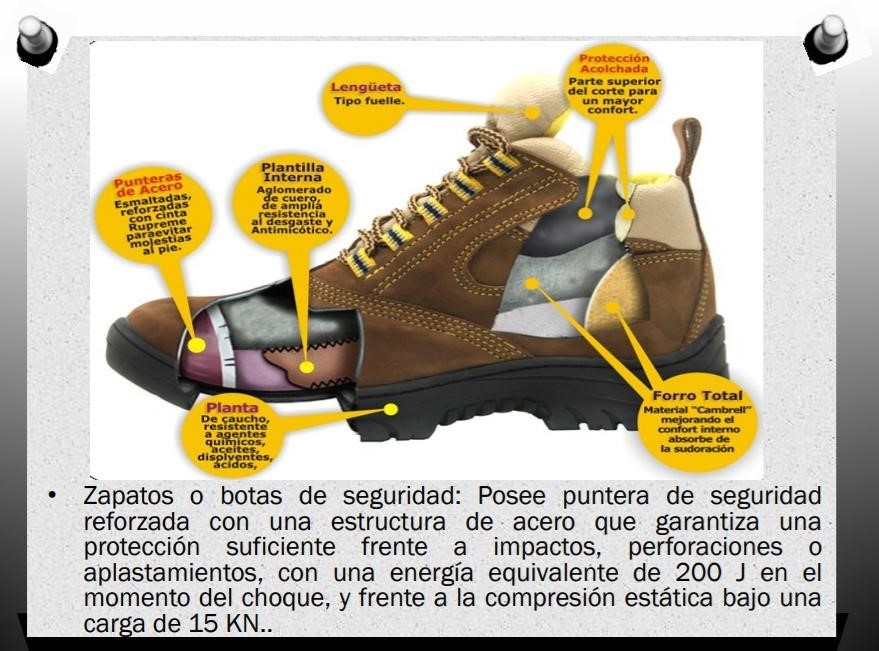 Lengüeta
Tipo fuelle.
Protección
Acolchada
Parte superior
del corte para
un mayor
confort.
Punteras
de Acero
Esmaltadas,
reforzadas
con cinta
Rupreme
paraevitar
molestias
al pie.
Plantilla
Interna
Aglomerado
de cuero,
de amplia
resistencia
al desgaste y
Antimicótico.
Planta
De caucho,
resistente
a agentes
químicos,
aceites,
disolventes,
ácidos,
Forro Total
Material "Cambrell"
mejorando el
confort interno
absorbe de
la sudoración
• Zapatos o botas de seguridad: Posee puntera de seguridad
reforzada con una estructura de acero que garantiza una
protección suficiente frente a impactos, perforaciones o
aplastamientos, con una energía equivalente de 200 J en el
momento del choque, y frente a la compresión estática bajo una
carga de 15 KN..